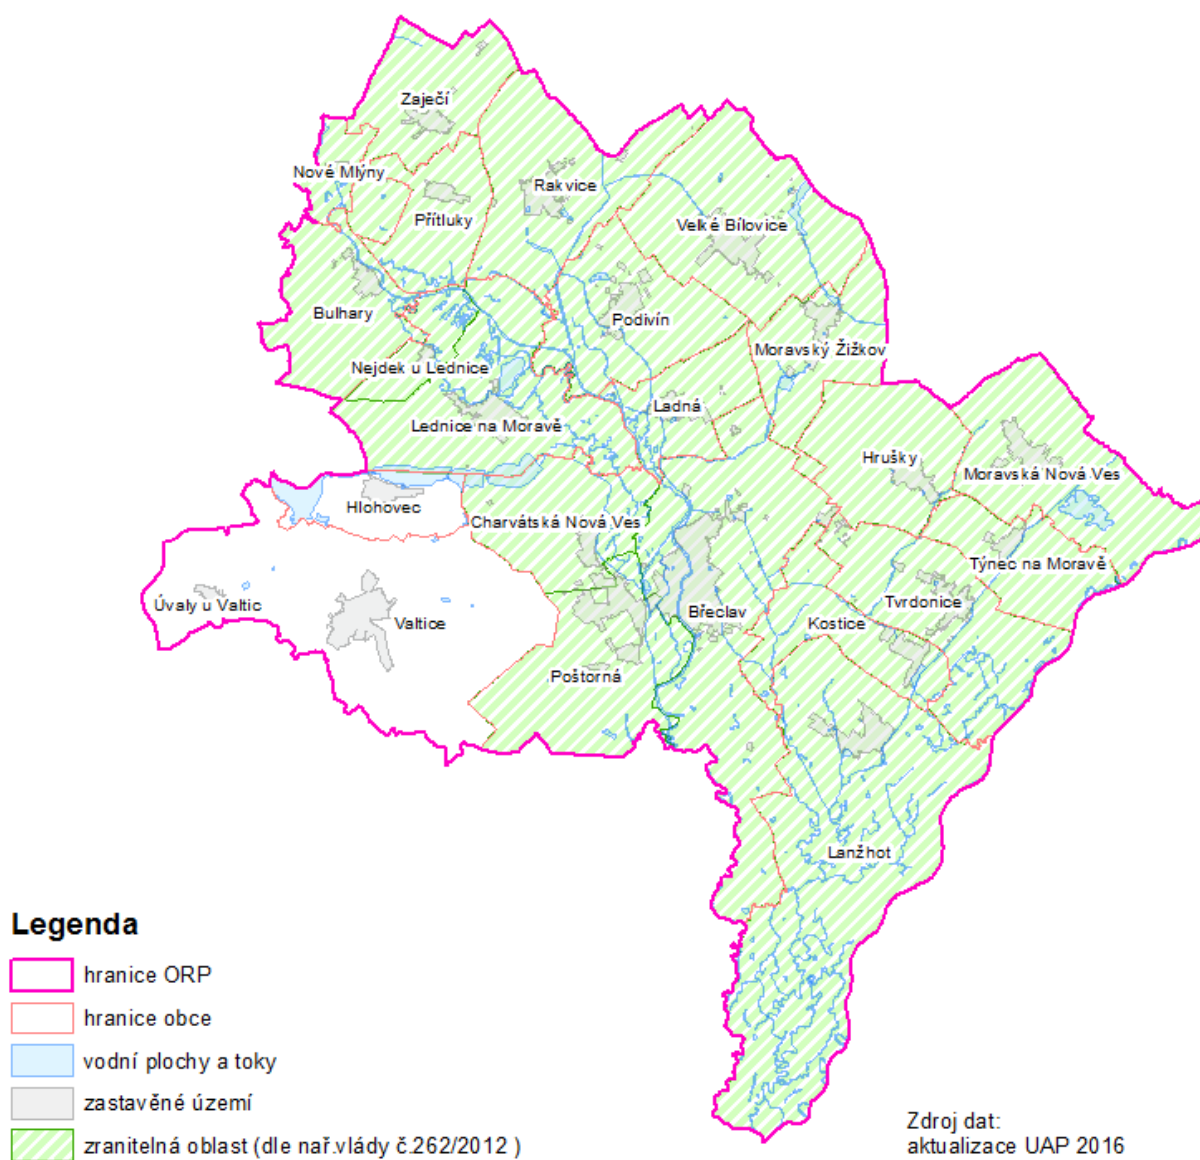 Zaječí
Nové Mlýny
Rakvice
Přítluky
Velké Bílovice
Bulhary
Podivín
Moravský Žižkov
Nejdek u Lednice
Ladná
Lednice na Moravě
Hrušky
Moravská Nová Ves
Hlohovec
Charvátská Nová Ves
Týnec na Moravě
Úvaly u Valtic
Tvrdonice
Břeclav
Valtice
Kostice
Poštorná
Lanžhot
Legenda
hranice ORP
hranice obce
vodní plochy a toky
zastavěné území
zranitelná oblast (dle nař.vlády č.262/2012 )
Zdroj dat:
aktualizace UAP 2016